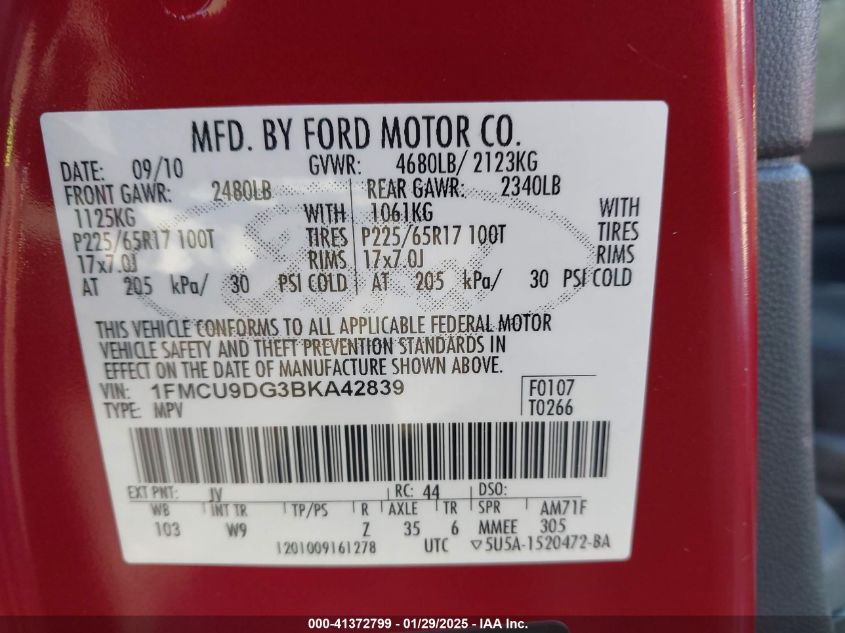 MFD. BY FORD MOTOR CO.
DATE: 09/10 GVWR: 4680LB/ 2123KG
FRONT GAWR: 2480LB REAR GAWR: 2340LB
1125KG WITH 1061KG WITH
P225/65R17 100T TIRES P225/65R17 100T TIRES
17x7.0J RIMS 17x7.0J RIMS
AT 205 kPa/ 30 PSI COLD AT 205 kPa/ 30 PSI COLD
THIS VEHICLE CONFORMS TO ALL APPLICABLE FEDERAL MOTOR
VEHICLE SAFETY AND THEFT PREVENTION STANDARDS IN
EFFECT ON THE DATE OF MANUFACTURE SHOWN ABOVE.
VIN: 1FMCU9DG3BKA42839 F0107
TYPE: MPV T0266
EXT PNT: JV RC: 44 DSO:
WB INT TR TP/PS R AXLE TR SPR AM71F
103 W9 Z 35 6 MMEE 305
1201009161278 UTC ▽5U5A-1520472-BA
000-41372799 - 01/29/2025 - IAA, Inc.